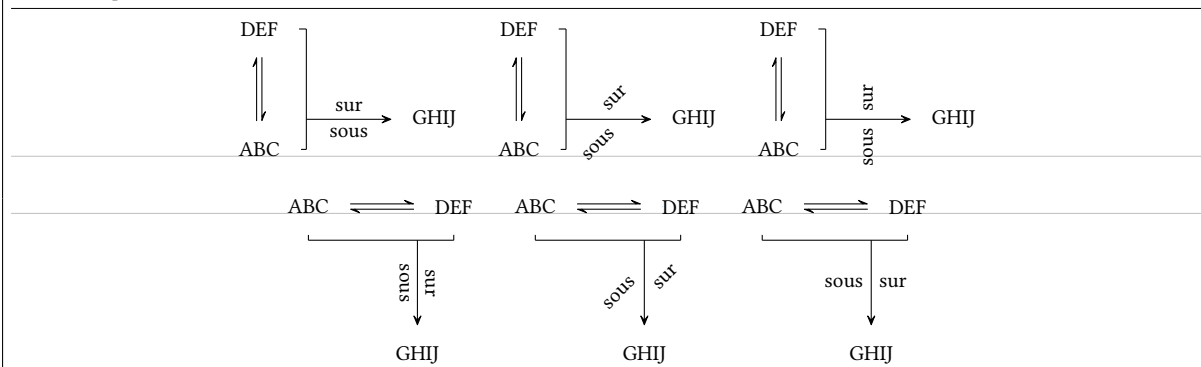 DEF DEF DEF
sur sur sur
GHIJ GHIJ GHIJ
sous sous sous
ABC ABC ABC
ABC DEF ABC DEF ABC DEF
sous sur sous sur sous sur
GHIJ GHIJ GHIJ